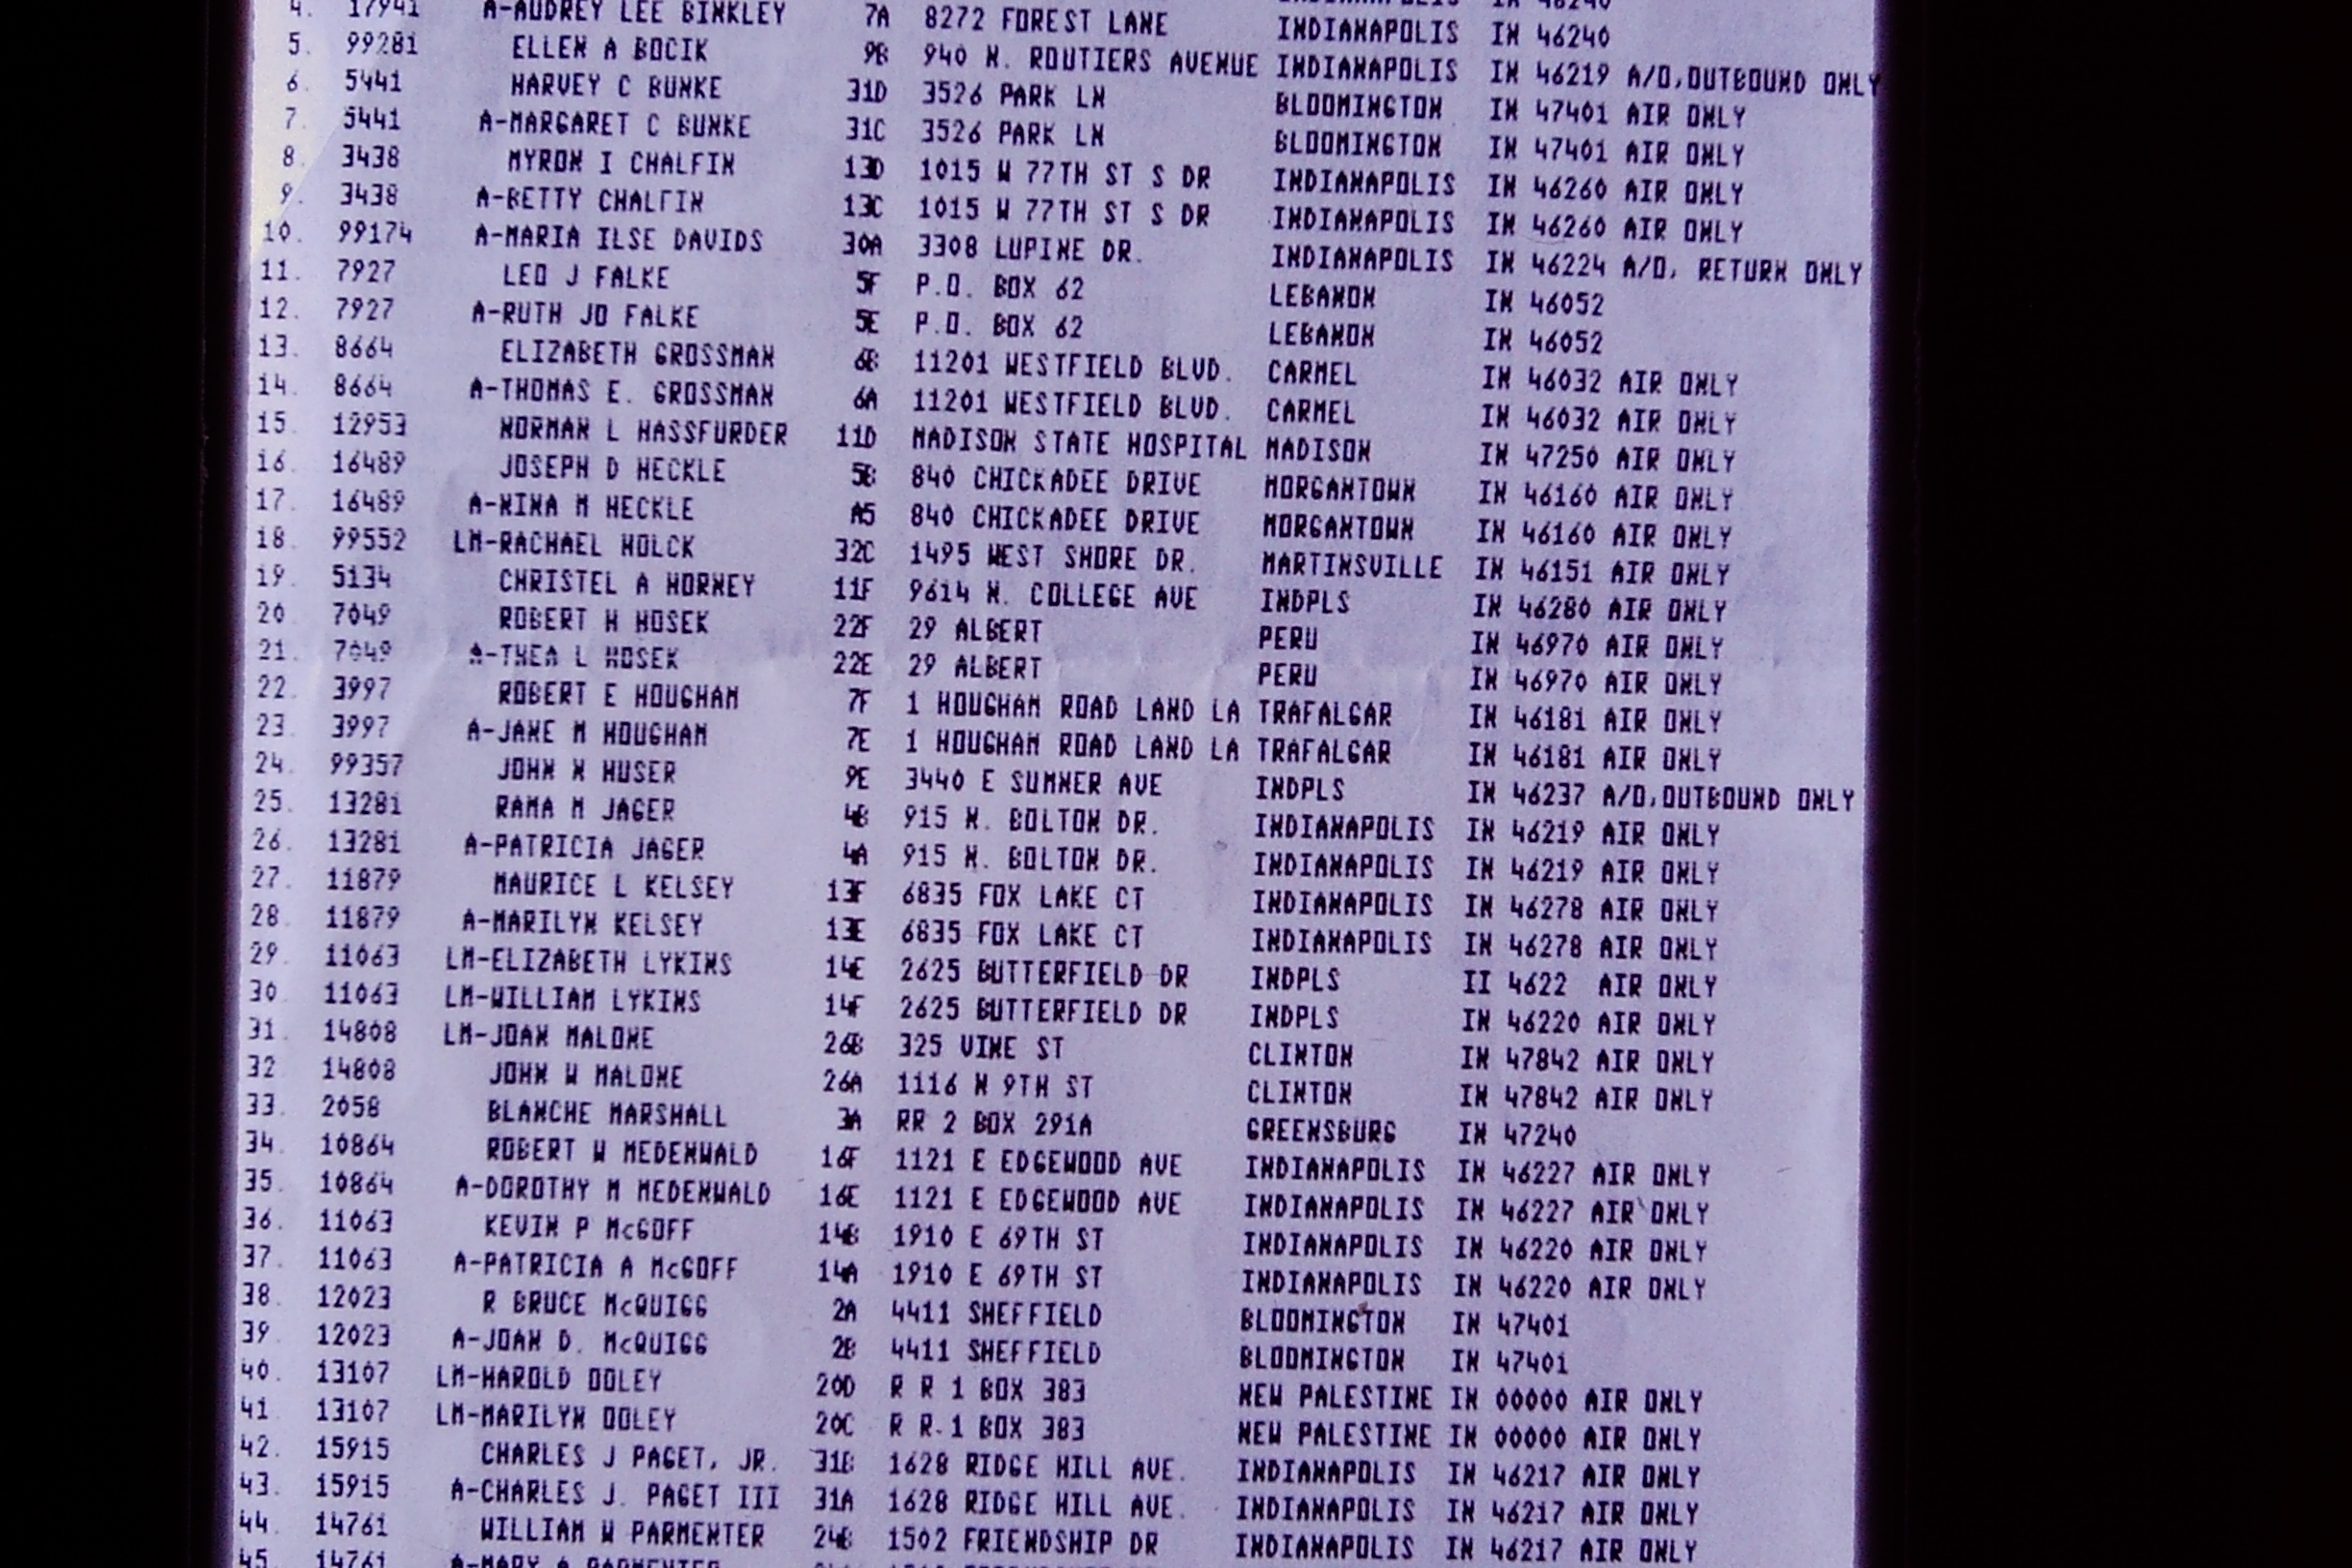 4. 17941 A-AUDREY LEE BINKLEY 7A 8272 FOREST LANE INDIANAPOLIS IN 46240
5. 99281 ELLEN A BOCIK 9B 940 N. ROUTIERS AVENUE INDIANAPOLIS IN 46219 A/O,OUTBOUND ONLY
6. 5441 HARVEY C BUNKE 31D 3526 PARK LN BLOOMINGTON IN 47401 AIR ONLY
7. 5441 A-MARGARET C BUNKE 31C 3526 PARK LN BLOOMINGTON IN 47401 AIR ONLY
8. 3438 MYRON I CHALFIN 13D 1015 W 77TH ST S DR INDIANAPOLIS IN 46260 AIR ONLY
9. 3438 A-BETTY CHALFIN 13C 1015 W 77TH ST S DR INDIANAPOLIS IN 46260 AIR ONLY
10. 99174 A-MARIA ILSE DAVIDS 30A 3308 LUPINE DR. INDIANAPOLIS IN 46224 A/O, RETURN ONLY
11. 7927 LEO J FALKE 5F P.O. BOX 62 LEBANON IN 46052
12. 7927 A-RUTH JO FALKE 5E P.O. BOX 62 LEBANON IN 46052
13. 8664 ELIZABETH GROSSMAN 6B 11201 WESTFIELD BLVD. CARMEL IN 46032 AIR ONLY
14. 8664 A-THOMAS E. GROSSMAN 6A 11201 WESTFIELD BLVD. CARMEL IN 46032 AIR ONLY
15. 12953 NORMAN L HASSFURDER 11D MADISON STATE HOSPITAL MADISON IN 47250 AIR ONLY
16. 16489 JOSEPH D HECKLE 5B 840 CHICKADEE DRIVE MORGANTOWN IN 46160 AIR ONLY
17. 16489 A-NINA M HECKLE A5 840 CHICKADEE DRIVE MORGANTOWN IN 46160 AIR ONLY
18. 99552 LM-RACHAEL HOLCK 32C 1495 WEST SHORE DR. MARTINSVILLE IN 46151 AIR ONLY
19. 5134 CHRISTEL A HORNEY 11F 9614 N. COLLEGE AVE INDPLS IN 46280 AIR ONLY
20. 7049 ROBERT H HOSEK 22F 29 ALBERT PERU IN 46970 AIR ONLY
21. 7049 A-THEA L HOSEK 22E 29 ALBERT PERU IN 46970 AIR ONLY
22. 3997 ROBERT E HOUGHAM 7F 1 HOUGHAM ROAD LAND LA TRAFALGAR IN 46181 AIR ONLY
23. 3997 A-JANE M HOUGHAM 7E 1 HOUGHAM ROAD LAND LA TRAFALGAR IN 46181 AIR ONLY
24. 99357 JOHN N HUSER 9E 3440 E SUMNER AVE INDPLS IN 46237 A/O,OUTBOUND ONLY
25. 13281 RAMA M JAGER 4B 915 N. BOLTON DR. INDIANAPOLIS IN 46219 AIR ONLY
26. 13281 A-PATRICIA JAGER 4A 915 N. BOLTON DR. INDIANAPOLIS IN 46219 AIR ONLY
27. 11879 MAURICE L KELSEY 13F 6835 FOX LAKE CT INDIANAPOLIS IN 46278 AIR ONLY
28. 11879 A-MARILYN KELSEY 13E 6835 FOX LAKE CT INDIANAPOLIS IN 46278 AIR ONLY
29. 11063 LM-ELIZABETH LYKINS 14E 2625 BUTTERFIELD DR INDPLS II 4622 AIR ONLY
30. 11063 LM-WILLIAM LYKINS 14F 2625 BUTTERFIELD DR INDPLS IN 46220 AIR ONLY
31. 14808 LM-JOAN MALONE 26B 325 VINE ST CLINTON IN 47842 AIR ONLY
32 14808 JOHN W MALONE 26A 1116 N 9TH ST CLINTON IN 47842 AIR ONLY
33. 2058 BLANCHE MARSHALL 3A RR 2 BOX 291A GREENSBURG IN 47240
34. 10864 ROBERT W MEDENWALD 16F 1121 E EDGEWOOD AVE INDIANAPOLIS IN 46227 AIR ONLY
35. 10864 A-DOROTHY M MEDENWALD 16E 1121 E EDGEWOOD AVE INDIANAPOLIS IN 46227 AIR ONLY
36. 11063 KEVIN P McGOFF 14B 1910 E 69TH ST INDIANAPOLIS IN 46220 AIR ONLY
37. 11063 A-PATRICIA A McGOFF 14A 1910 E 69TH ST INDIANAPOLIS IN 46220 AIR ONLY
38. 12023 R BRUCE McQUIGG 2A 4411 SHEFFIELD BLOOMINGTON IN 47401
39. 12023 A-JOAN D. McQUIGG 2B 4411 SHEFFIELD BLOOMINGTON IN 47401
40. 13107 LM-HAROLD OOLEY 20D R R 1 BOX 383 NEW PALESTINE IN 00000 AIR ONLY
41 13107 LM-MARILYN OOLEY 20C R R.1 BOX 383 NEW PALESTINE IN 00000 AIR ONLY
42. 15915 CHARLES J PAGET, JR. 31B 1628 RIDGE HILL AVE. INDIANAPOLIS IN 46217 AIR ONLY
43. 15915 A-CHARLES J. PAGET III 31A 1628 RIDGE HILL AVE. INDIANAPOLIS IN 46217 AIR ONLY
44. 14761 WILLIAM W PARMENTER 24B 1502 FRIENDSHIP DR INDIANAPOLIS IN 46217 AIR ONLY
45. 14761 A-MARY A PARMENTER